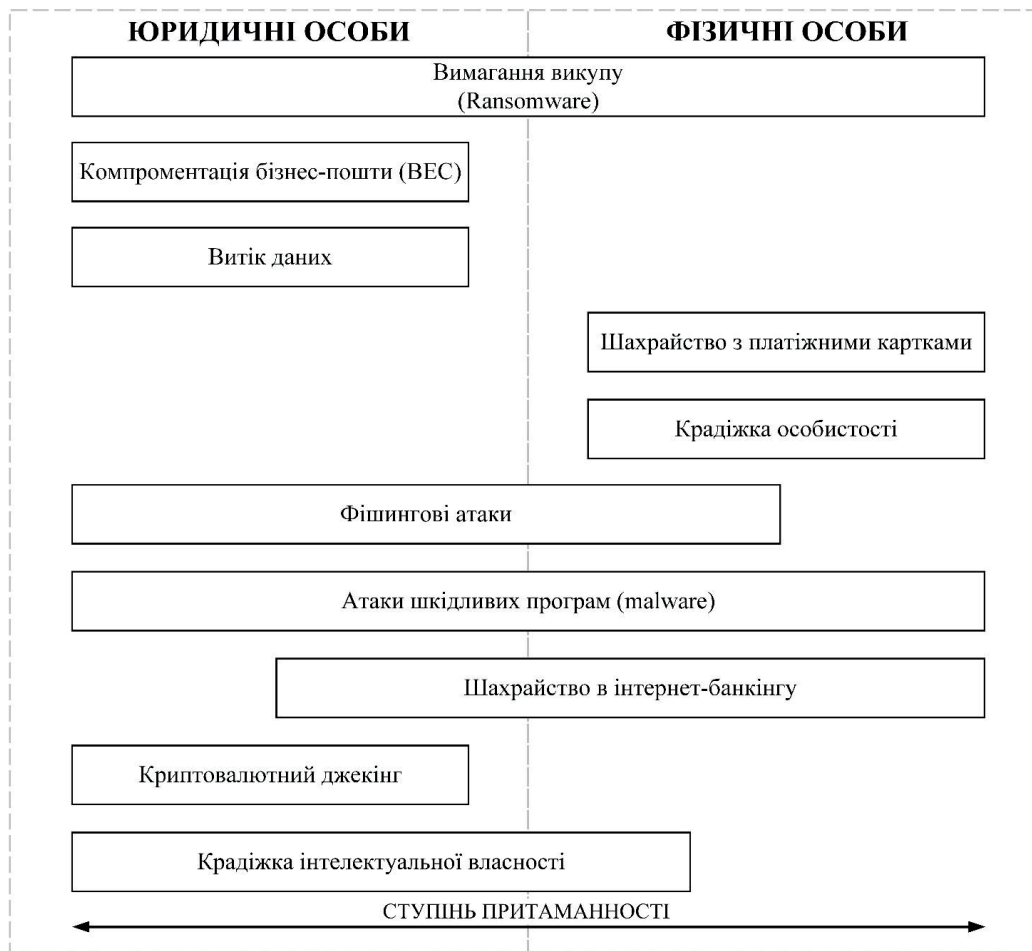 ЮРИДИЧНІ ОСОБИ
ФІЗИЧНІ ОСОБИ
Вимагання викупу
(Ransomware)
Компроментація бізнес-пошти (BEC)
Витік даних
Шахрайство з платіжними картками
Крадіжка особистості
Фішингові атаки
Атаки шкідливих програм (malware)
Шахрайство в інтернет-банкінгу
Криптовалютний джекінг
Крадіжка інтелектуальної власності
СТУПІНЬ ПРИТАМАННОСТІ